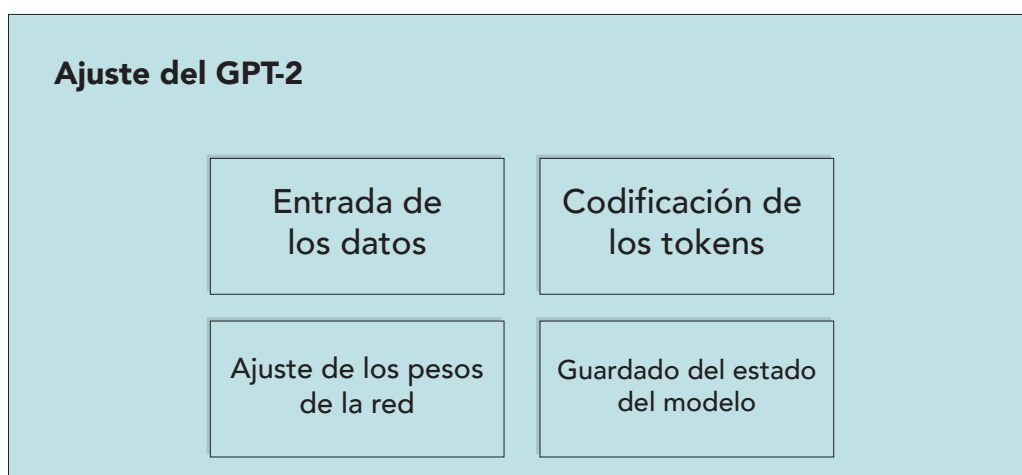 Ajuste del GPT-2
Entrada de
los datos
Codificación de
los tokens
Ajuste de los pesos
de la red
Guardado del estado
del modelo